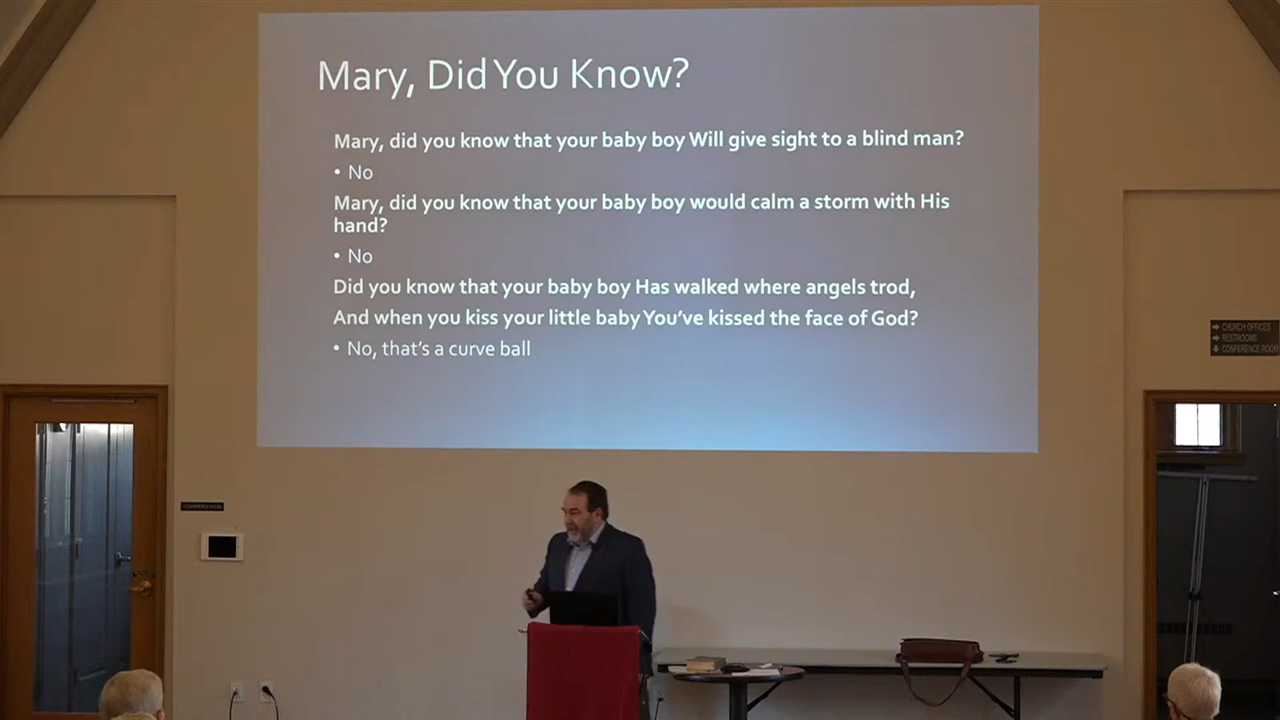 Mary, Did You Know?
Mary, did you know that your baby boy Will give sight to a blind man?
• No
Mary, did you know that your baby boy would calm a storm with His
hand?
• No
Did you know that your baby boy Has walked where angels trod,
And when you kiss your little baby You've kissed the face of God?
• No, that's a curve ball
➔ CHURCH OFFICES
➔ RESTROOMS
⬇ CONFERENCE ROOM
CONFERENCE ROOM